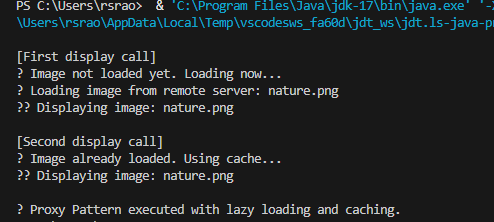 PS C:\Users\rsrao>  & 'C:\Program Files\Java\jdk-17\bin\java.exe' '-
\Users\rsrao\AppData\Local\Temp\vscodesws_fa60d\jdt_ws\jdt.ls-java-p
[First display call]
? Image not loaded yet. Loading now...
? Loading image from remote server: nature.png
?? Displaying image: nature.png
[Second display call]
? Image already loaded. Using cache...
?? Displaying image: nature.png
? Proxy Pattern executed with lazy loading and caching.